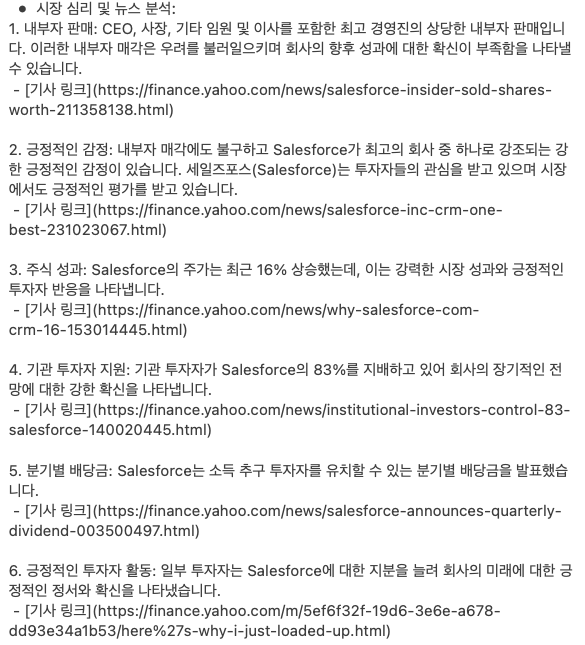 • 시장 심리 및 뉴스 분석:
1. 내부자 판매: CEO, 사장, 기타 임원 및 이사를 포함한 최고 경영진의 상당한 내부자 판매입니
다. 이러한 내부자 매각은 우려를 불러일으키며 회사의 향후 성과에 대한 확신이 부족함을 나타낼
수 있습니다.
- [기사 링크](https://finance.yahoo.com/news/salesforce-insider-sold-shares-
worth-211358138.html)
2. 긍정적인 감정: 내부자 매각에도 불구하고 Salesforce가 최고의 회사 중 하나로 강조되는 강
한 긍정적인 감정이 있습니다. 세일즈포스(Salesforce)는 투자자들의 관심을 받고 있으며 시장
에서도 긍정적인 평가를 받고 있습니다.
- [기사 링크](https://finance.yahoo.com/news/salesforce-inc-crm-one-
best-231023067.html)
3. 주식 성과: Salesforce의 주가는 최근 16% 상승했는데, 이는 강력한 시장 성과와 긍정적인
투자자 반응을 나타냅니다.
- [기사 링크](https://finance.yahoo.com/news/why-salesforce-com-
crm-16-153014445.html)
4. 기관 투자자 지원: 기관 투자자가 Salesforce의 83%를 지배하고 있어 회사의 장기적인 전
망에 대한 강한 확신을 나타냅니다.
- [기사 링크](https://finance.yahoo.com/news/institutional-investors-control-83-
salesforce-140020445.html)
5. 분기별 배당금: Salesforce는 소득 추구 투자자를 유치할 수 있는 분기별 배당금을 발표했습
니다.
- [기사 링크](https://finance.yahoo.com/news/salesforce-announces-quarterly-
dividend-003500497.html)
6. 긍정적인 투자자 활동: 일부 투자자는 Salesforce에 대한 지분을 늘려 회사의 미래에 대한 긍
정적인 정서와 확신을 나타냈습니다.
- [기사 링크](https://finance.yahoo.com/m/5ef6f32f-19d6-3e6e-a678-
dd93e34a1b53/here%27s-why-i-just-loaded-up.html)